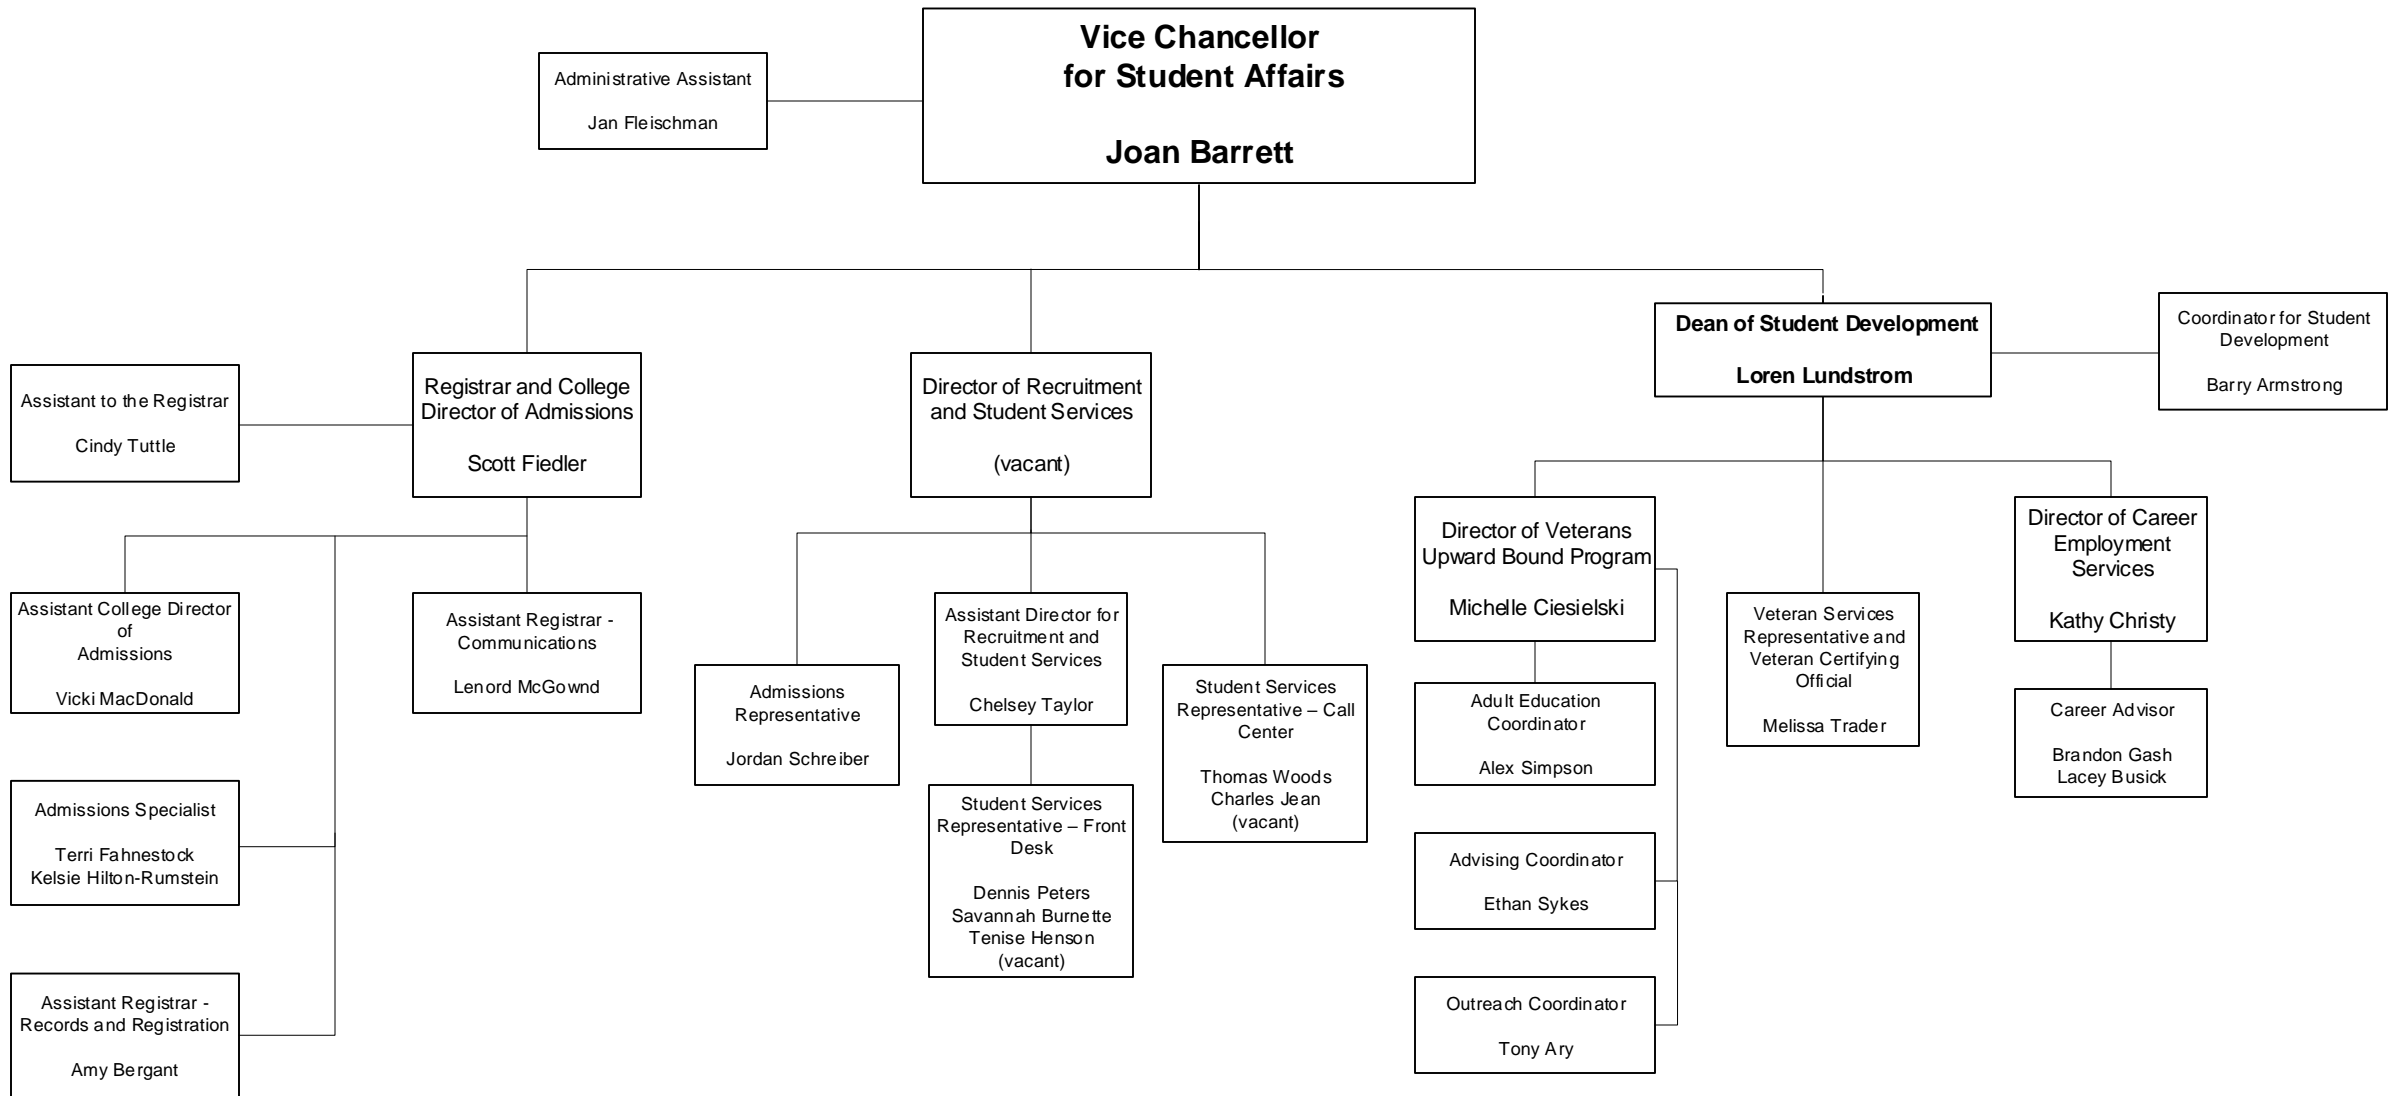 Vice Chancellor
for Student Affairs
Joan Barrett
Administrative Assistant
Jan Fleischman
Registrar and College
Director of Admissions
Scott Fiedler
Assistant to the Registrar
Cindy Tuttle
Assistant College Director
of
Admissions
Vicki MacDonald
Assistant Registrar -
Communications
Lenord McGownd
Admissions Specialist
Terri Fahnestock
Kelsie Hilton-Rumstein
Assistant Registrar -
Records and Registration
Amy Bergant
Director of Recruitment
and Student Services
(vacant)
Admissions
Representative
Jordan Schreiber
Assistant Director for
Recruitment and
Student Services
Chelsey Taylor
Student Services
Representative – Front
Desk
Dennis Peters
Savannah Burnette
Tenise Henson
(vacant)
Student Services
Representative – Call
Center
Thomas Woods
Charles Jean
(vacant)
Dean of Student Development
Loren Lundstrom
Coordinator for Student
Development
Barry Armstrong
Director of Veterans
Upward Bound Program
Michelle Ciesielski
Adult Education
Coordinator
Alex Simpson
Advising Coordinator
Ethan Sykes
Outreach Coordinator
Tony Ary
Veteran Services
Representative and
Veteran Certifying
Official
Melissa Trader
Director of Career
Employment
Services
Kathy Christy
Career Advisor
Brandon Gash
Lacey Busick